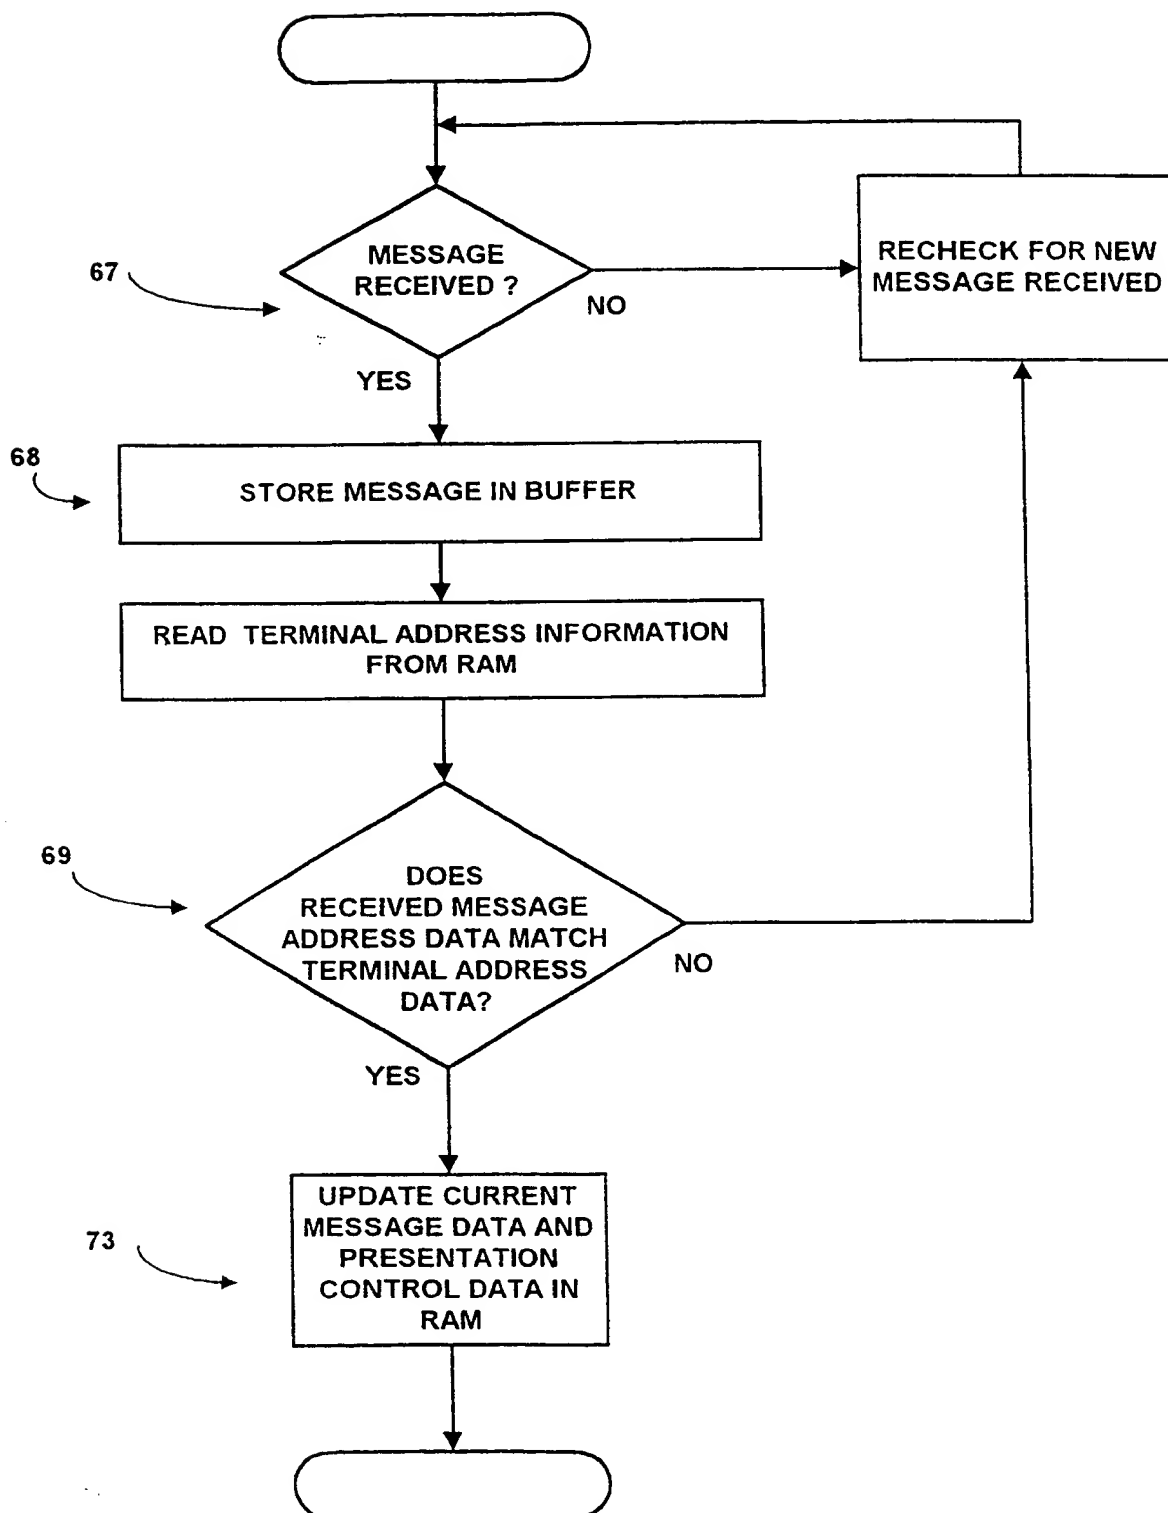 MESSAGE
RECEIVED ?
67
NO
RECHECK FOR NEW
MESSAGE RECEIVED
YES
68
STORE MESSAGE IN BUFFER
READ TERMINAL ADDRESS INFORMATION
FROM RAM
69
DOES
RECEIVED MESSAGE
ADDRESS DATA MATCH
TERMINAL ADDRESS
DATA?
NO
YES
73
UPDATE CURRENT
MESSAGE DATA AND
PRESENTATION
CONTROL DATA IN
RAM